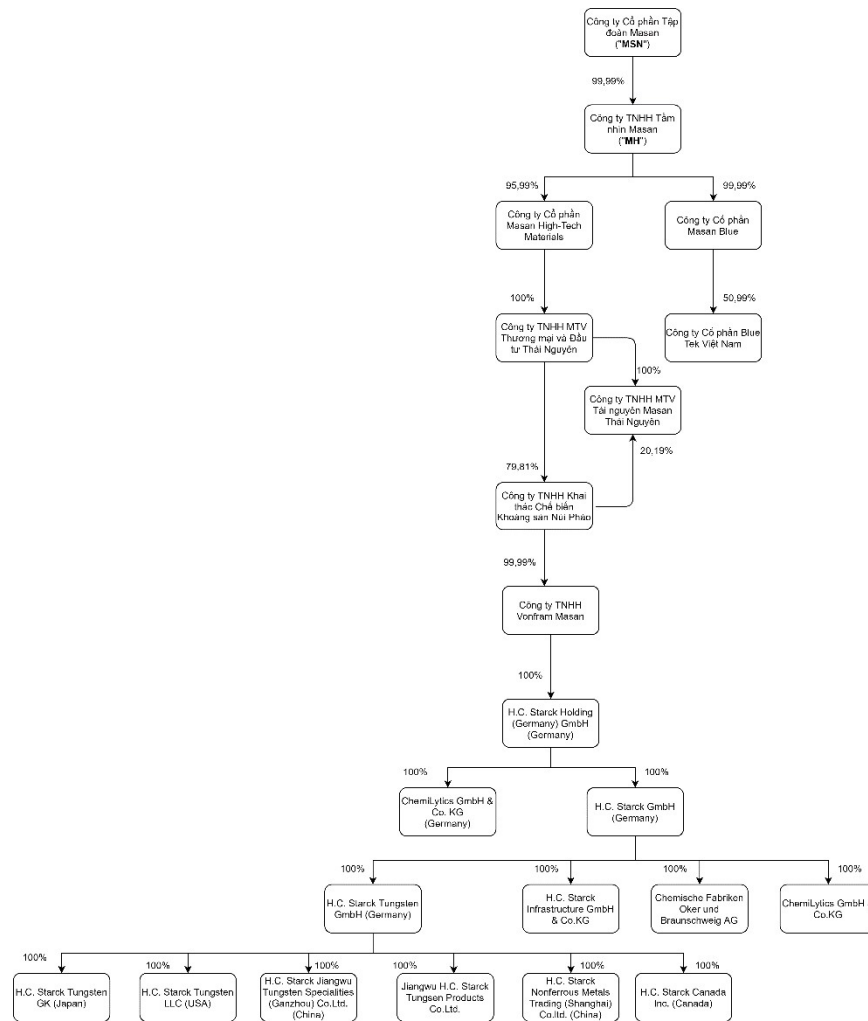 Công ty Cổ phần Tập
đoàn Masan
("MSN")
99,99%
Công ty TNHH Tầm
nhìn Masan
("MH")
95,99%
99,99%
Công ty Cổ phần
Masan High-Tech
Materials
Công ty Cổ phần
Masan Blue
100%
50,99%
Công ty TNHH MTV
Thương mại và Đầu
tư Thái Nguyên
Công ty Cổ phần Blue
Tek Việt Nam
100%
Công ty TNHH MTV
Tài nguyên Masan
Thái Nguyên
79,81%
20,19%
Công ty TNHH Khai
thác Chế biến
Khoáng sản Núi Pháo
99,99%
Công ty TNHH
Vonfram Masan
100%
H.C. Starck Holding
(Germany) GmbH
(Germany)
100%
100%
ChemiLytics GmbH &
Co. KG
(Germany)
H.C. Starck GmbH
(Germany)
100%
100%
100%
100%
H.C. Starck Tungsten
GmbH (Germany)
H.C. Starck
Infrastructure GmbH
& Co.KG
Chemische Fabriken
Oker und
Braunschweig AG
ChemiLytics GmbH &
Co.KG
100%
100%
100%
100%
100%
100%
H.C. Starck Tungsten
GK (Japan)
H.C. Starck Tungsten
LLC (USA)
H.C. Starck Jiangwu
Tungsten Specialities
(Ganzhou) Co.Ltd.
(China)
Jiangwu H.C. Starck
Tungsen Products
Co.Ltd.
H.C. Starck
Nonferrous Metals
Trading (Shanghai)
Co.ltd. (China)
H.C. Starck Canada
Inc. (Canada)